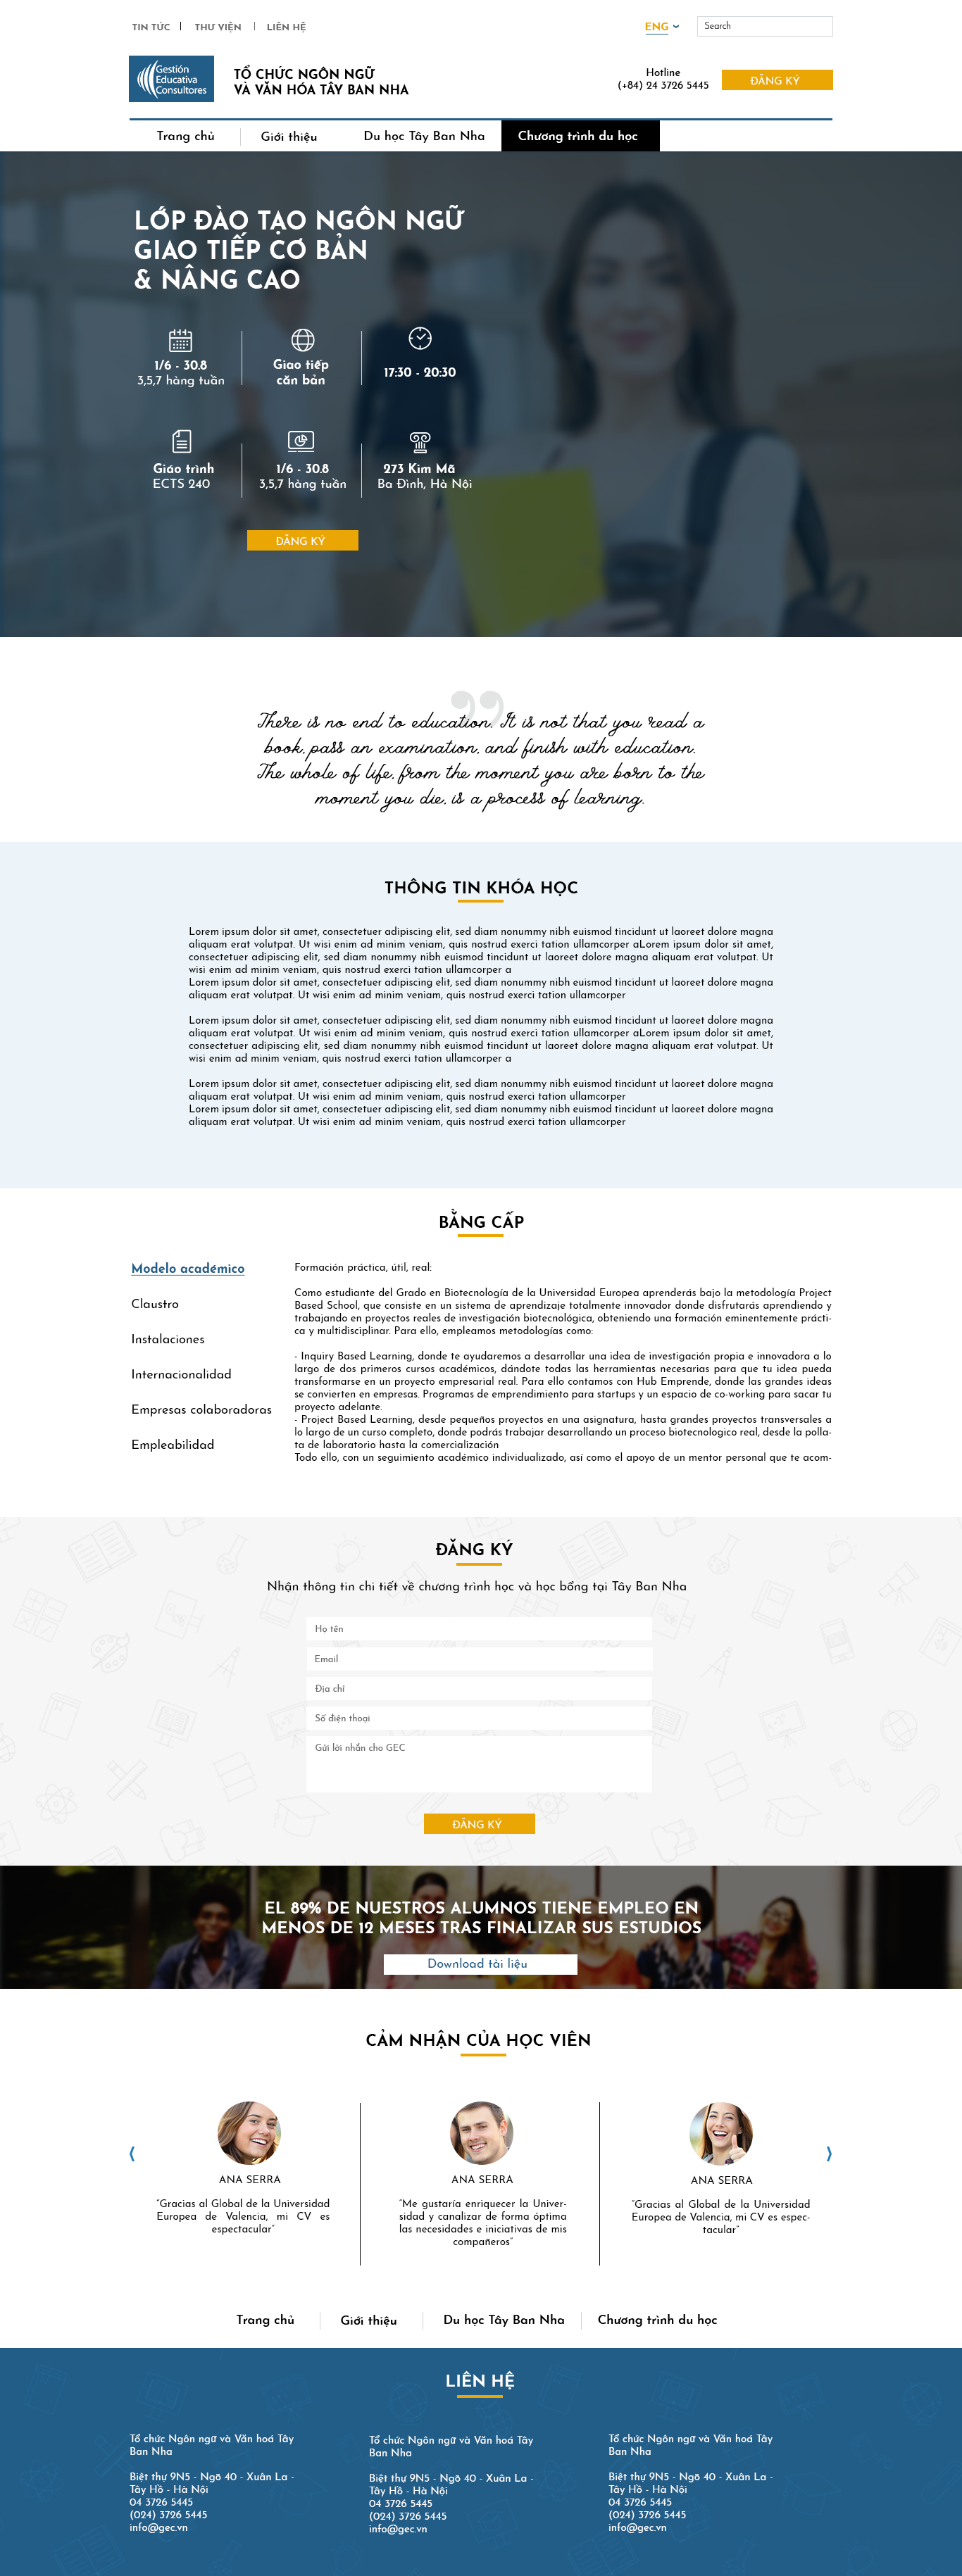 TIN TỨC
THƯ VIỆN
LIÊN HỆ
ENG
Search
Gestión
Educativa
Consultores
TỔ CHỨC NGÔN NGỮ
VÀ VĂN HÓA TÂY BAN NHA
Hotline
(+84) 24 3726 5445
ĐĂNG KÝ
Trang chủ
Giới thiệu
Du học Tây Ban Nha
Chương trình du học
LỚP ĐÀO TẠO NGÔN NGỮ
GIAO TIẾP CƠ BẢN
& NÂNG CAO
1/6 - 30.8
3,5,7 hàng tuần
Giao tiếp
căn bản
17:30 - 20:30
Giáo trình
ECTS 240
1/6 - 30.8
3,5,7 hàng tuần
273 Kim Mã
Ba Đình, Hà Nội
ĐĂNG KÝ
There is no end to education. It is not that you read a
book, pass an examination, and finish with education.
The whole of life, from the moment you are born to the
moment you die, is a process of learning.
THÔNG TIN KHÓA HỌC
Lorem ipsum dolor sit amet, consectetuer adipiscing elit, sed diam nonummy nibh euismod tincidunt ut laoreet dolore magna
aliquam erat volutpat. Ut wisi enim ad minim veniam, quis nostrud exerci tation ullamcorper aLorem ipsum dolor sit amet,
consectetuer adipiscing elit, sed diam nonummy nibh euismod tincidunt ut laoreet dolore magna aliquam erat volutpat. Ut
wisi enim ad minim veniam, quis nostrud exerci tation ullamcorper a
Lorem ipsum dolor sit amet, consectetuer adipiscing elit, sed diam nonummy nibh euismod tincidunt ut laoreet dolore magna
aliquam erat volutpat. Ut wisi enim ad minim veniam, quis nostrud exerci tation ullamcorper
Lorem ipsum dolor sit amet, consectetuer adipiscing elit, sed diam nonummy nibh euismod tincidunt ut laoreet dolore magna
aliquam erat volutpat. Ut wisi enim ad minim veniam, quis nostrud exerci tation ullamcorper aLorem ipsum dolor sit amet,
consectetuer adipiscing elit, sed diam nonummy nibh euismod tincidunt ut laoreet dolore magna aliquam erat volutpat. Ut
wisi enim ad minim veniam, quis nostrud exerci tation ullamcorper a
Lorem ipsum dolor sit amet, consectetuer adipiscing elit, sed diam nonummy nibh euismod tincidunt ut laoreet dolore magna
aliquam erat volutpat. Ut wisi enim ad minim veniam, quis nostrud exerci tation ullamcorper
Lorem ipsum dolor sit amet, consectetuer adipiscing elit, sed diam nonummy nibh euismod tincidunt ut laoreet dolore magna
aliquam erat volutpat. Ut wisi enim ad minim veniam, quis nostrud exerci tation ullamcorper
BẰNG CẤP
Modelo académico
Claustro
Instalaciones
Internacionalidad
Empresas colaboradoras
Empleabilidad
Formación práctica, útil, real:
Como estudiante del Grado en Biotecnología de la Universidad Europea aprenderás bajo la metodología Project
Based School, que consiste en un sistema de aprendizaje totalmente innovador donde disfrutarás aprendiendo y
trabajando en proyectos reales de investigación biotecnológica, obteniendo una formación eminentemente prácti-
ca y multidisciplinar. Para ello, empleamos metodologías como:
- Inquiry Based Learning, donde te ayudaremos a desarrollar una idea de investigación propia e innovadora a lo
largo de dos primeros cursos académicos, dándote todas las herramientas necesarias para que tu idea pueda
transformarse en un proyecto empresarial real. Para ello contamos con Hub Emprende, donde las grandes ideas
se convierten en empresas. Programas de emprendimiento para startups y un espacio de co-working para sacar tu
proyecto adelante.
- Project Based Learning, desde pequeños proyectos en una asignatura, hasta grandes proyectos transversales a
lo largo de un curso completo, donde podrás trabajar desarrollando un proceso biotecnologico real, desde la polla-
ta de laboratorio hasta la comercialización
Todo ello, con un seguimiento académico individualizado, así como el apoyo de un mentor personal que te acom-
ĐĂNG KÝ
Nhận thông tin chi tiết về chương trình học và học bổng tại Tây Ban Nha
Họ tên
Email
Địa chỉ
Số điện thoại
Gửi lời nhắn cho GEC
ĐĂNG KÝ
EL 89% DE NUESTROS ALUMNOS TIENE EMPLEO EN
MENOS DE 12 MESES TRAS FINALIZAR SUS ESTUDIOS
Download tài liệu
CẢM NHẬN CỦA HỌC VIÊN
ANA SERRA
"Gracias al Global de la Universidad
Europea de Valencia, mi CV es
espectacular"
ANA SERRA
"Me gustaría enriquecer la Univer-
sidad y canalizar de forma óptima
las necesidades e iniciativas de mis
compañeros"
ANA SERRA
"Gracias al Global de la Universidad
Europea de Valencia, mi CV es espec-
tacular"
Trang chủ
Giới thiệu
Du học Tây Ban Nha
Chương trình du học
LIÊN HỆ
Tổ chức Ngôn ngữ và Văn hoá Tây
Ban Nha
Biệt thự 9N5 - Ngõ 40 - Xuân La -
Tây Hồ - Hà Nội
04 3726 5445
(024) 3726 5445
info@gec.vn
Tổ chức Ngôn ngữ và Văn hoá Tây
Ban Nha
Biệt thự 9N5 - Ngõ 40 - Xuân La -
Tây Hồ - Hà Nội
04 3726 5445
(024) 3726 5445
info@gec.vn
Tổ chức Ngôn ngữ và Văn hoá Tây
Ban Nha
Biệt thự 9N5 - Ngõ 40 - Xuân La -
Tây Hồ - Hà Nội
04 3726 5445
(024) 3726 5445
info@gec.vn